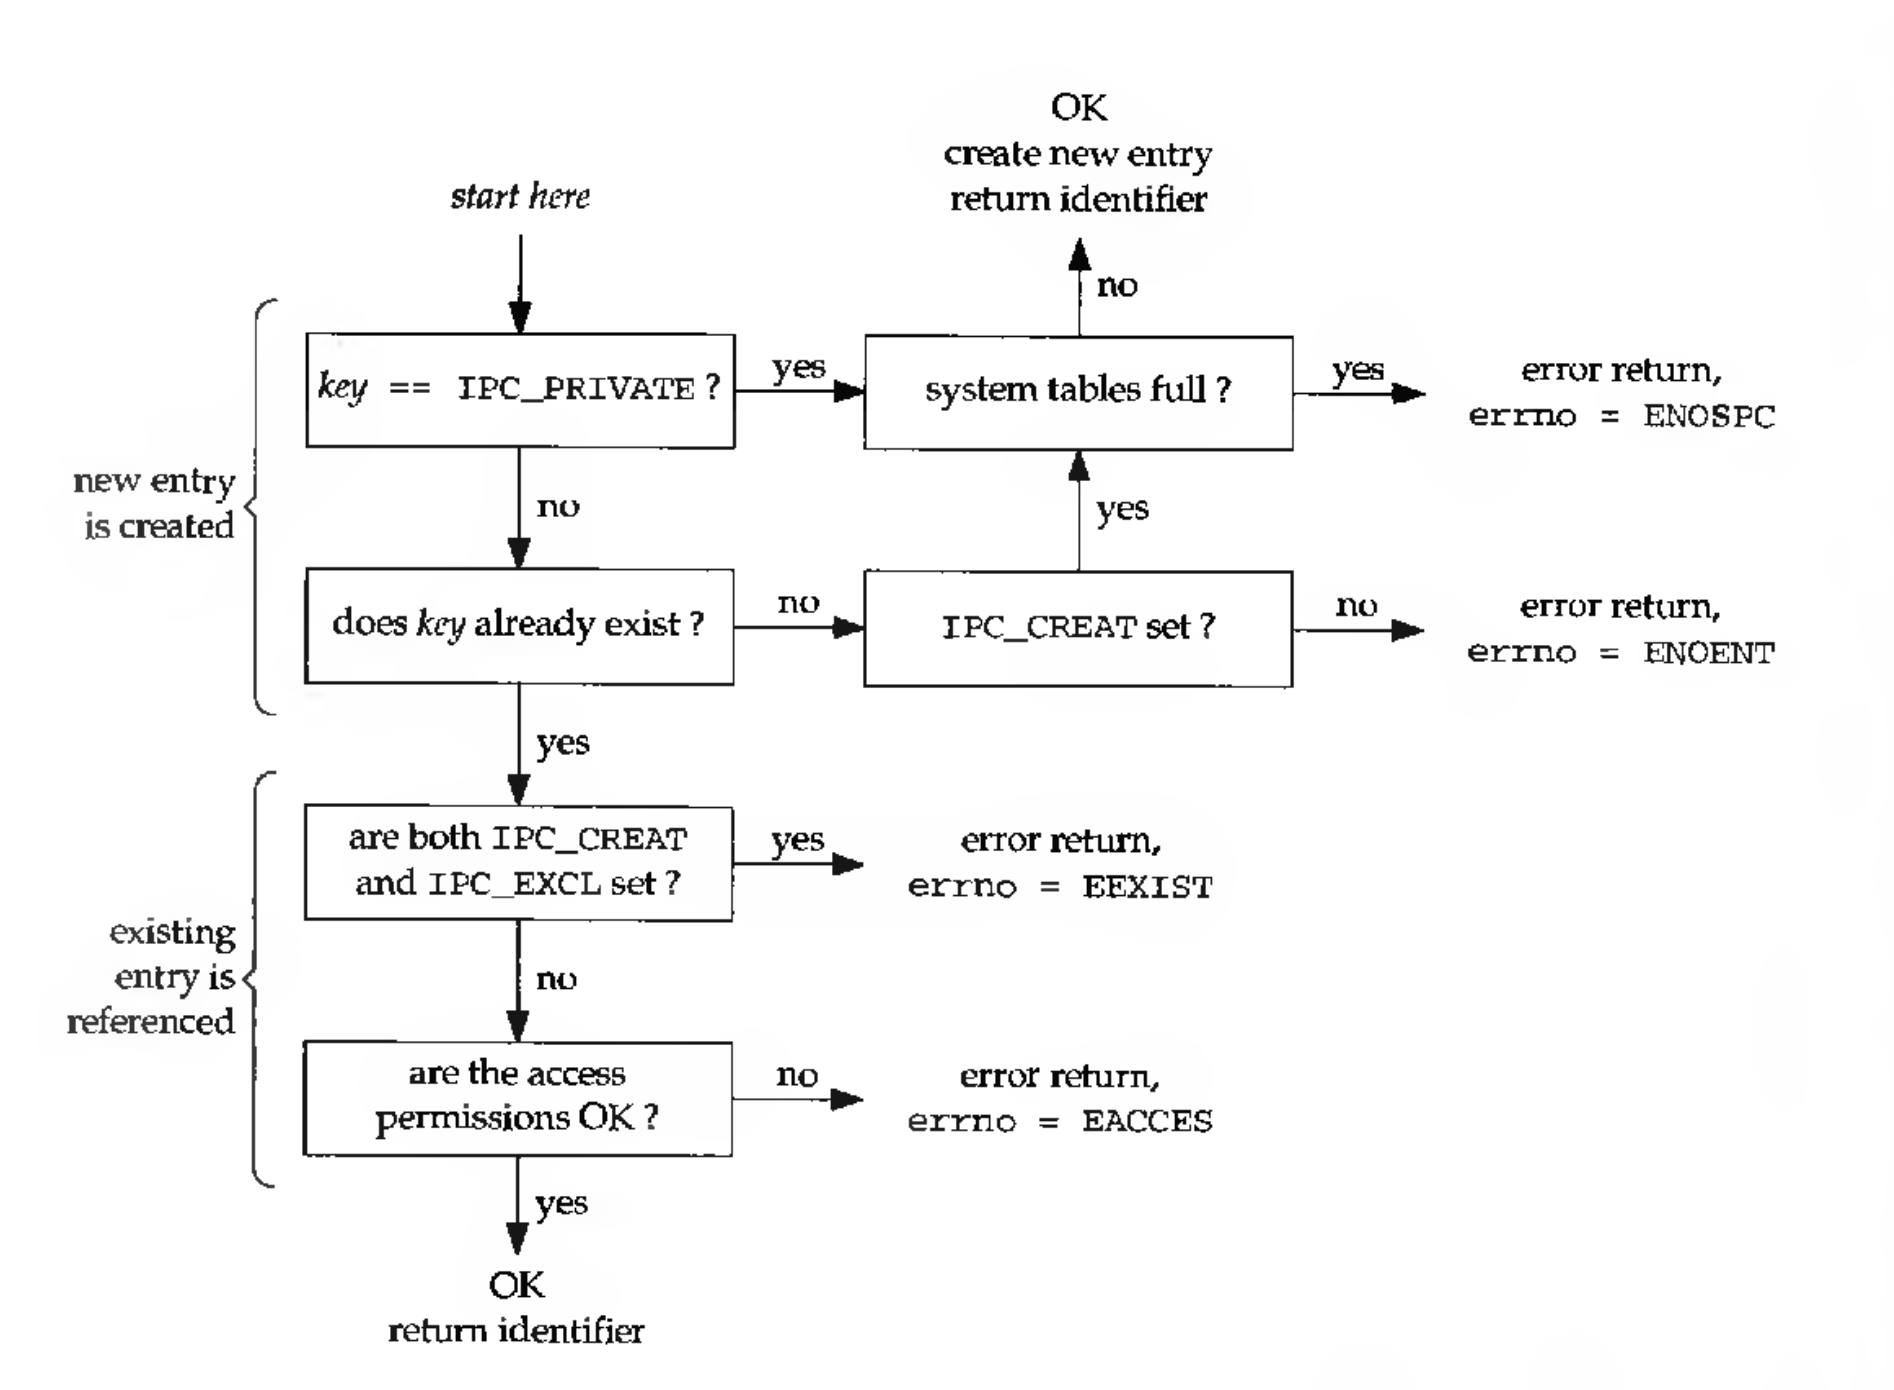 OK
create new entry
return identifier
start here
no
key == IPC_PRIVATE ?
yes
system tables full ?
yes
error return,
errno = ENOSPC
new entry
is created
no
yes
does key already exist ?
no
IPC_CREAT set ?
no
error return,
errno = ENOENT
yes
are both IPC_CREAT
and IPC_EXCL set ?
yes
error return,
errno = EEXIST
existing
entry is
referenced
no
are the access
permissions OK ?
no
error return,
errno = EACCES
yes
OK
return identifier